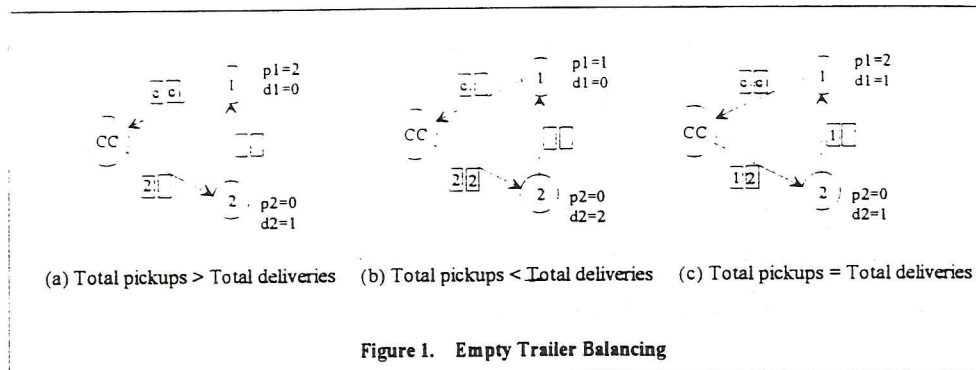 p1=2
d1=0
1
c c
CC
2
2
p2=0
d2=1
(a) Total pickups > Total deliveries
p1=1
d1=0
1
c
CC
2 2
2
p2=0
d2=2
(b) Total pickups < Total deliveries
p1=2
d1=1
1
c c
CC
1
1 2
2
p2=0
d2=1
(c) Total pickups = Total deliveries
Figure 1. Empty Trailer Balancing